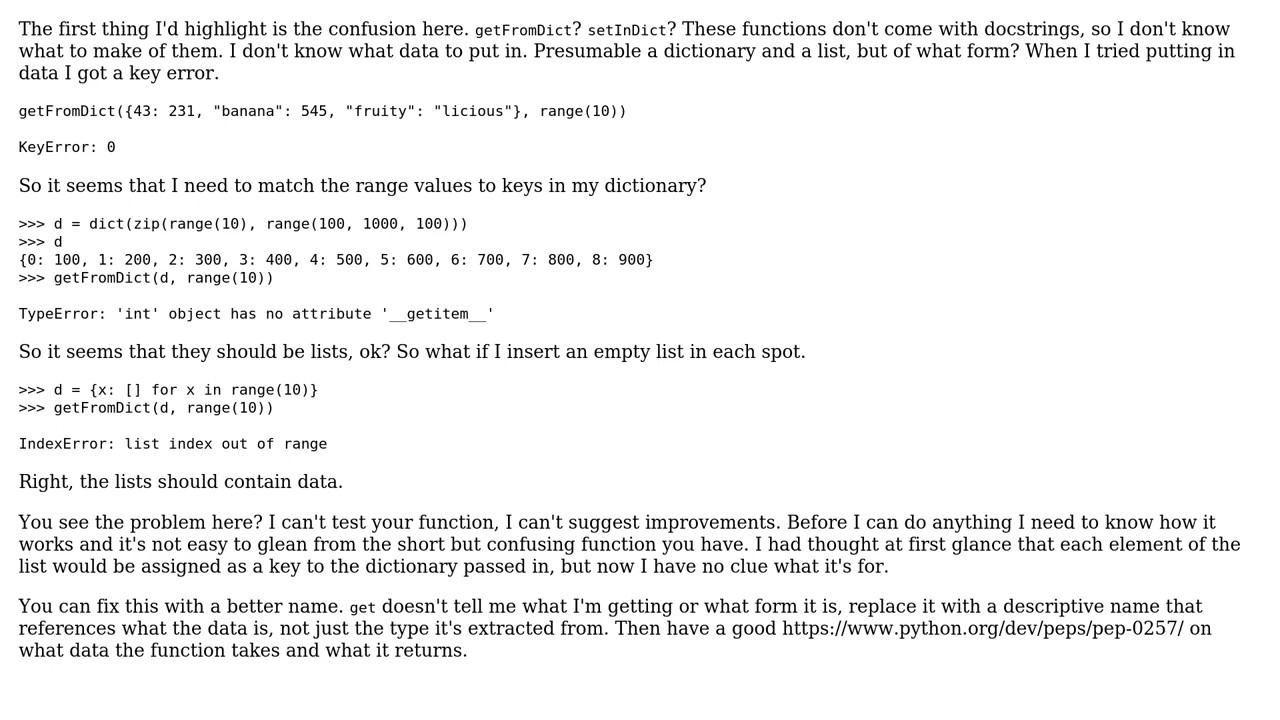 The first thing I'd highlight is the confusion here. getFromDict? setInDict? These functions don't come with docstrings, so I don't know
what to make of them. I don't know what data to put in. Presumable a dictionary and a list, but of what form? When I tried putting in
data I got a key error.
getFromDict({43: 231, "banana": 545, "fruity": "licious"}, range(10))
KeyError: 0
So it seems that I need to match the range values to keys in my dictionary?
>>> d = dict(zip(range(10), range(100, 1000, 100)))
>>> d
{0: 100, 1: 200, 2: 300, 3: 400, 4: 500, 5: 600, 6: 700, 7: 800, 8: 900}
>>> getFromDict(d, range(10))
TypeError: 'int' object has no attribute '__getitem__'
So it seems that they should be lists, ok? So what if I insert an empty list in each spot.
>>> d = {x: [] for x in range(10)}
>>> getFromDict(d, range(10))
IndexError: list index out of range
Right, the lists should contain data.
You see the problem here? I can't test your function, I can't suggest improvements. Before I can do anything I need to know how it
works and it's not easy to glean from the short but confusing function you have. I had thought at first glance that each element of the
list would be assigned as a key to the dictionary passed in, but now I have no clue what it's for.
You can fix this with a better name. get doesn't tell me what I'm getting or what form it is, replace it with a descriptive name that
references what the data is, not just the type it's extracted from. Then have a good https://www.python.org/dev/peps/pep-0257/ on
what data the function takes and what it returns.